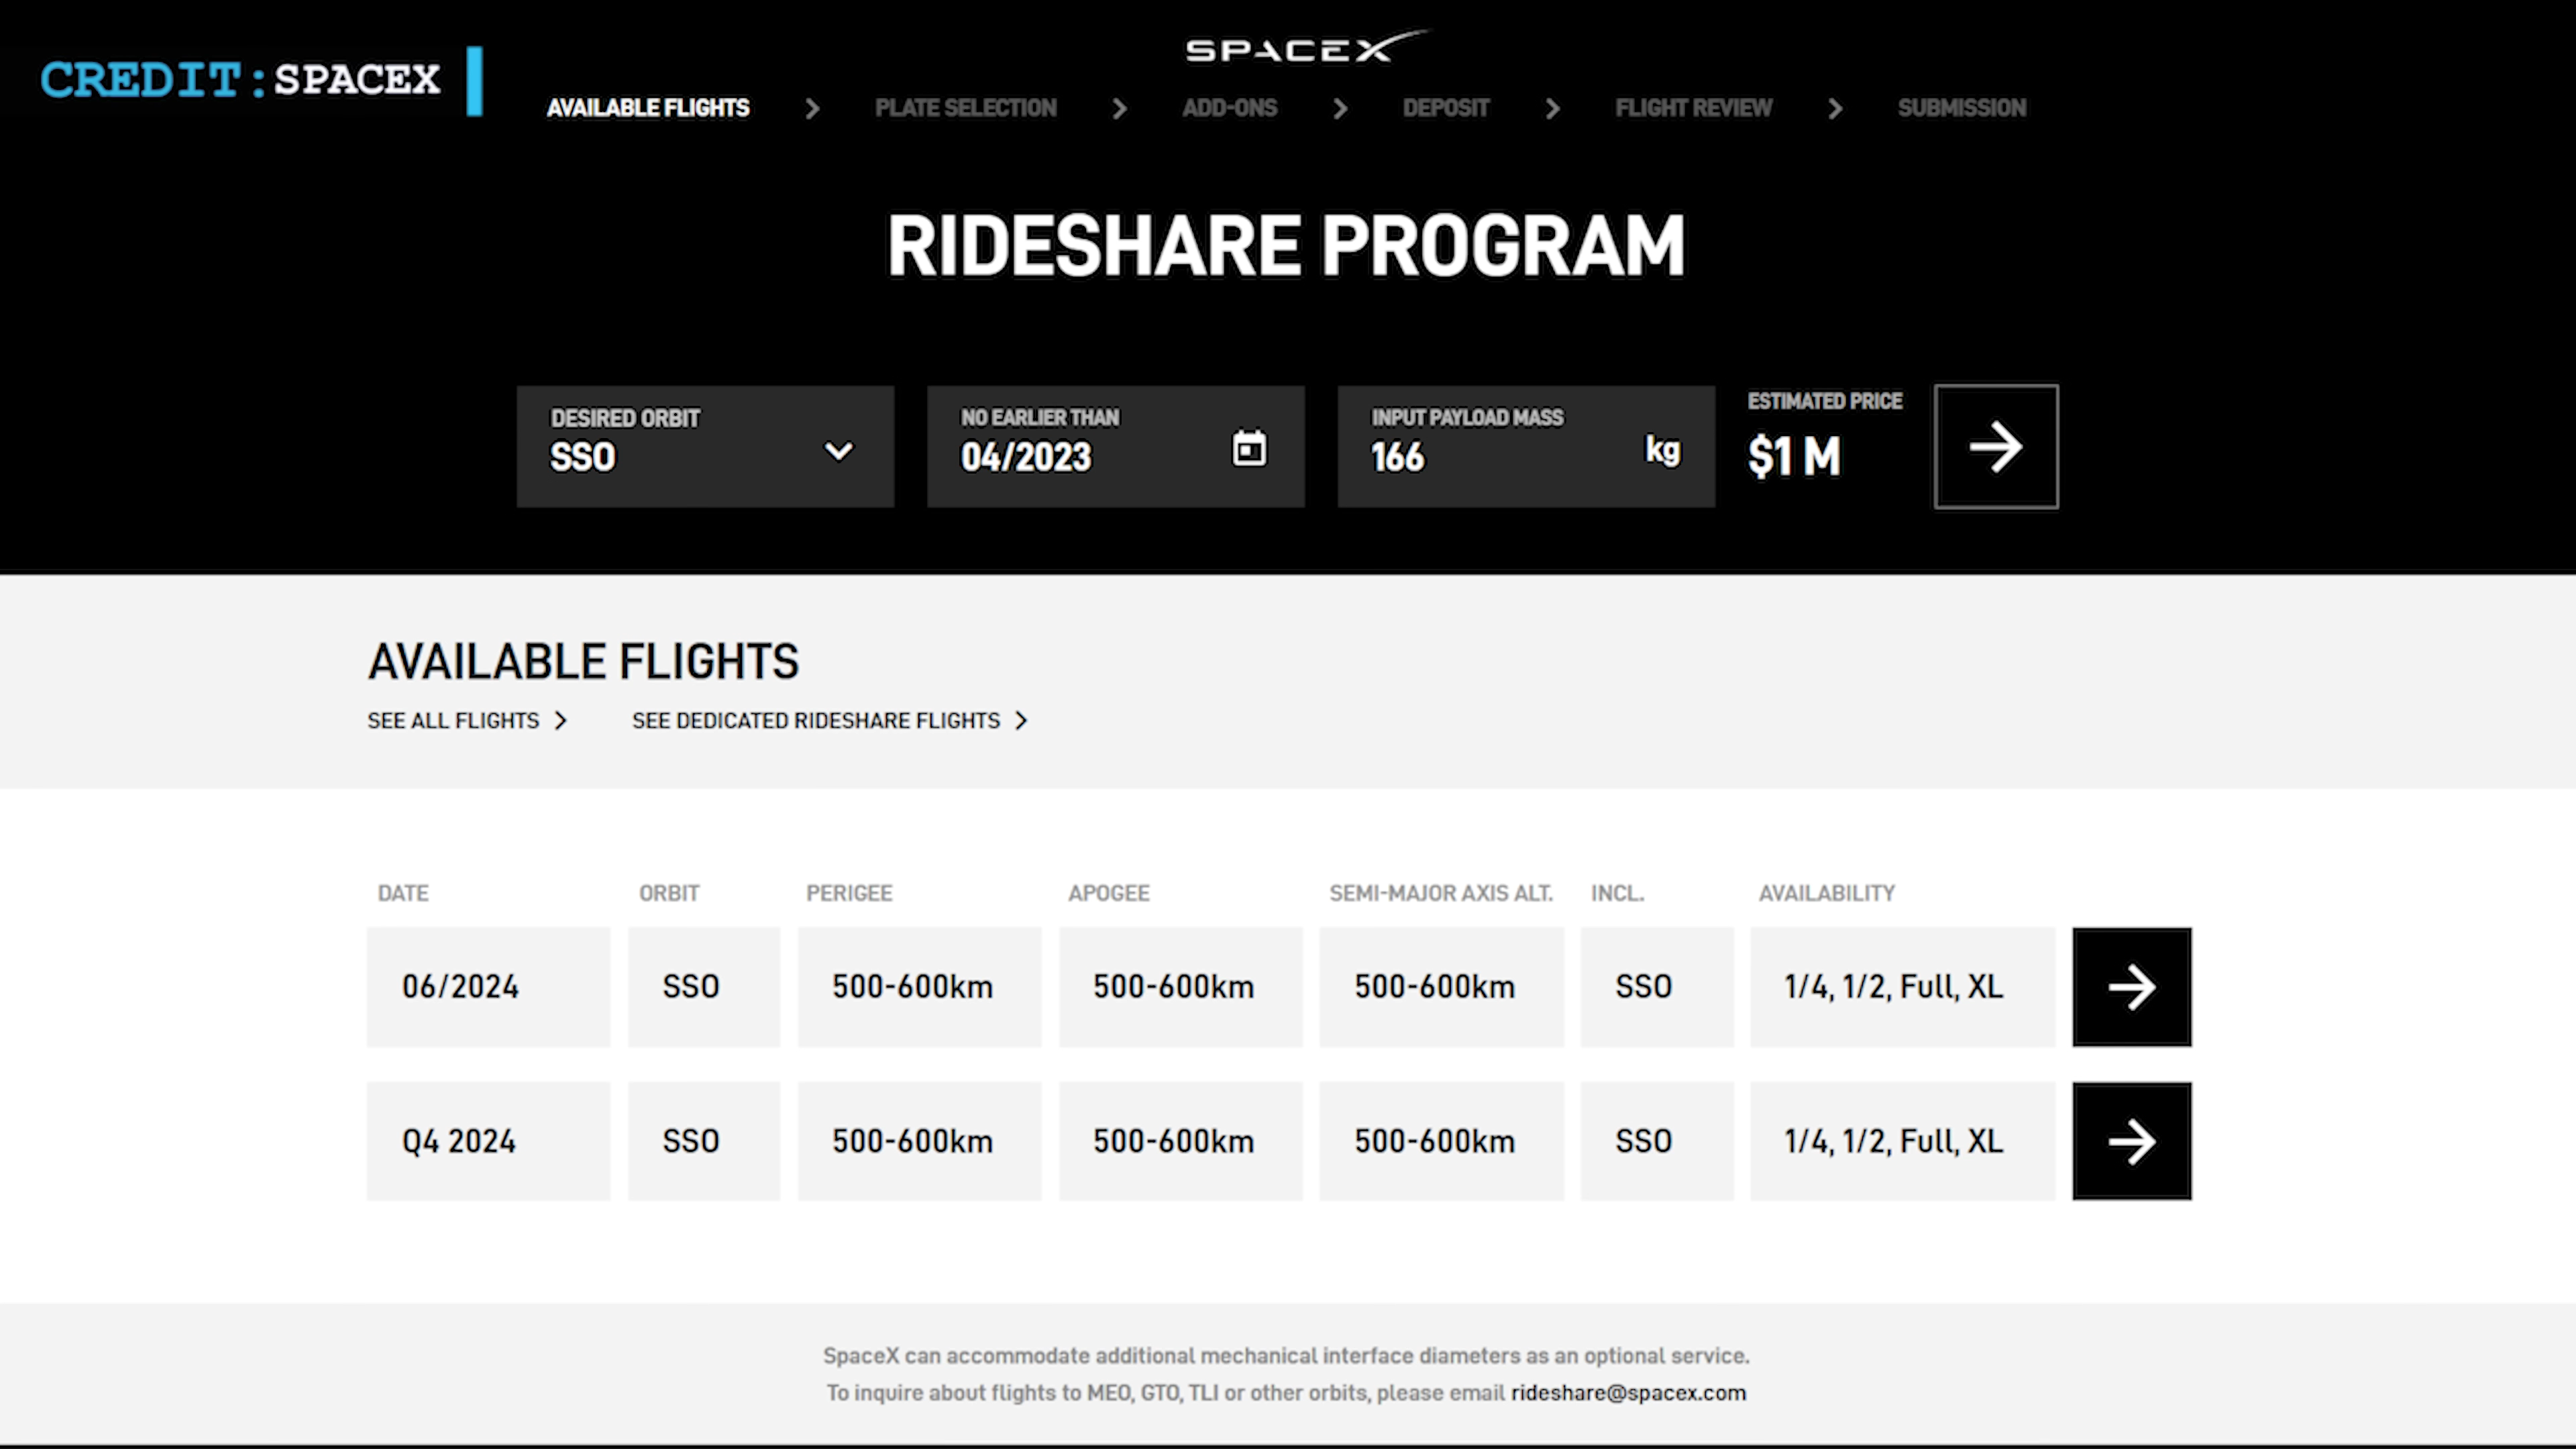 CREDIT:SPACEX
SPACEX
AVAILABLE FLIGHTS > PLATE SELECTION > ADD-ONS > DEPOSIT > FLIGHT REVIEW > SUBMISSION
RIDESHARE PROGRAM
DESIRED ORBIT NO EARLIER THAN INPUT PAYLOAD MASS ESTIMATED PRICE
SSO 04/2023 166 kg $1 M
AVAILABLE FLIGHTS
SEE ALL FLIGHTS > SEE DEDICATED RIDESHARE FLIGHTS >
DATE ORBIT PERIGEE APOGEE SEMI-MAJOR AXIS ALT. INCL. AVAILABILITY
06/2024 SSO 500-600km 500-600km 500-600km SSO 1/4, 1/2, Full, XL
Q4 2024 SSO 500-600km 500-600km 500-600km SSO 1/4, 1/2, Full, XL
SpaceX can accommodate additional mechanical interface diameters as an optional service.
To inquire about flights to MEO, GTO, TLI or other orbits, please email rideshare@spacex.com